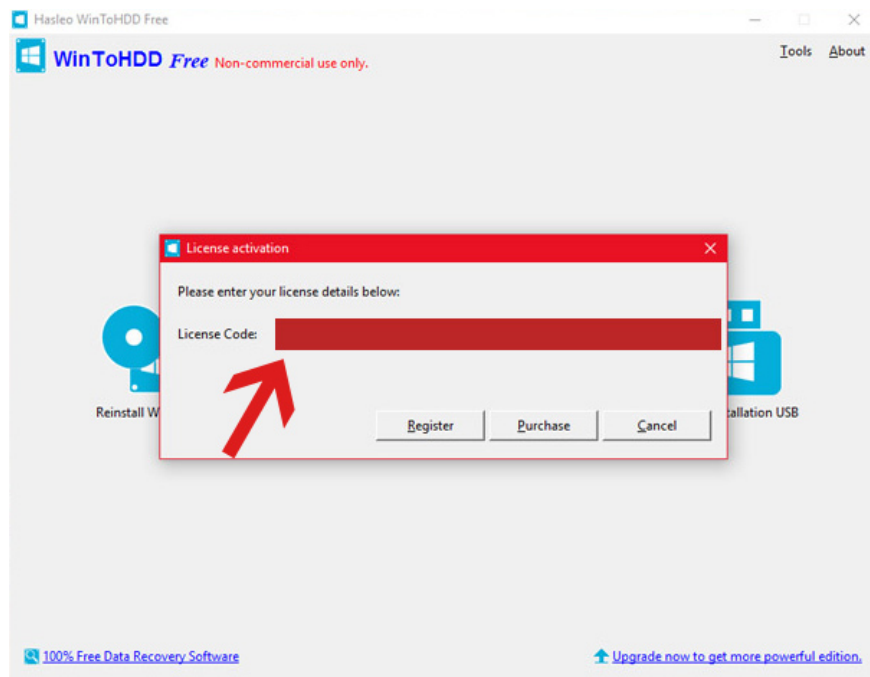 Hasleo WinToHDD Free
WinToHDD Free Non-commercial use only.
Tools About
License activation
Please enter your license details below:
License Code:
Reinstall W
allation USB
Register Purchase Cancel
100% Free Data Recovery Software
Upgrade now to get more powerful edition.